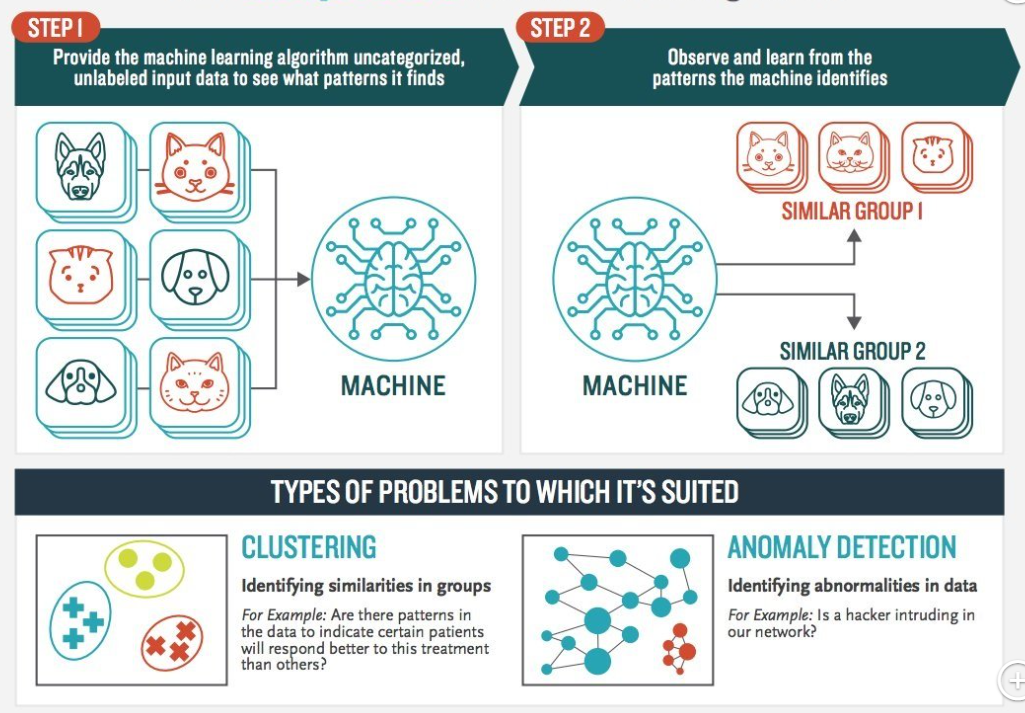 STEP 1
Provide the machine learning algorithm uncategorized,
unlabeled input data to see what patterns it finds
MACHINE
STEP 2
Observe and learn from the
patterns the machine identifies
SIMILAR GROUP 1
MACHINE
SIMILAR GROUP 2
TYPES OF PROBLEMS TO WHICH IT'S SUITED
CLUSTERING
Identifying similarities in groups
For Example: Are there patterns in
the data to indicate certain patients
will respond better to this treatment
than others?
ANOMALY DETECTION
Identifying abnormalities in data
For Example: Is a hacker intruding in
our network?